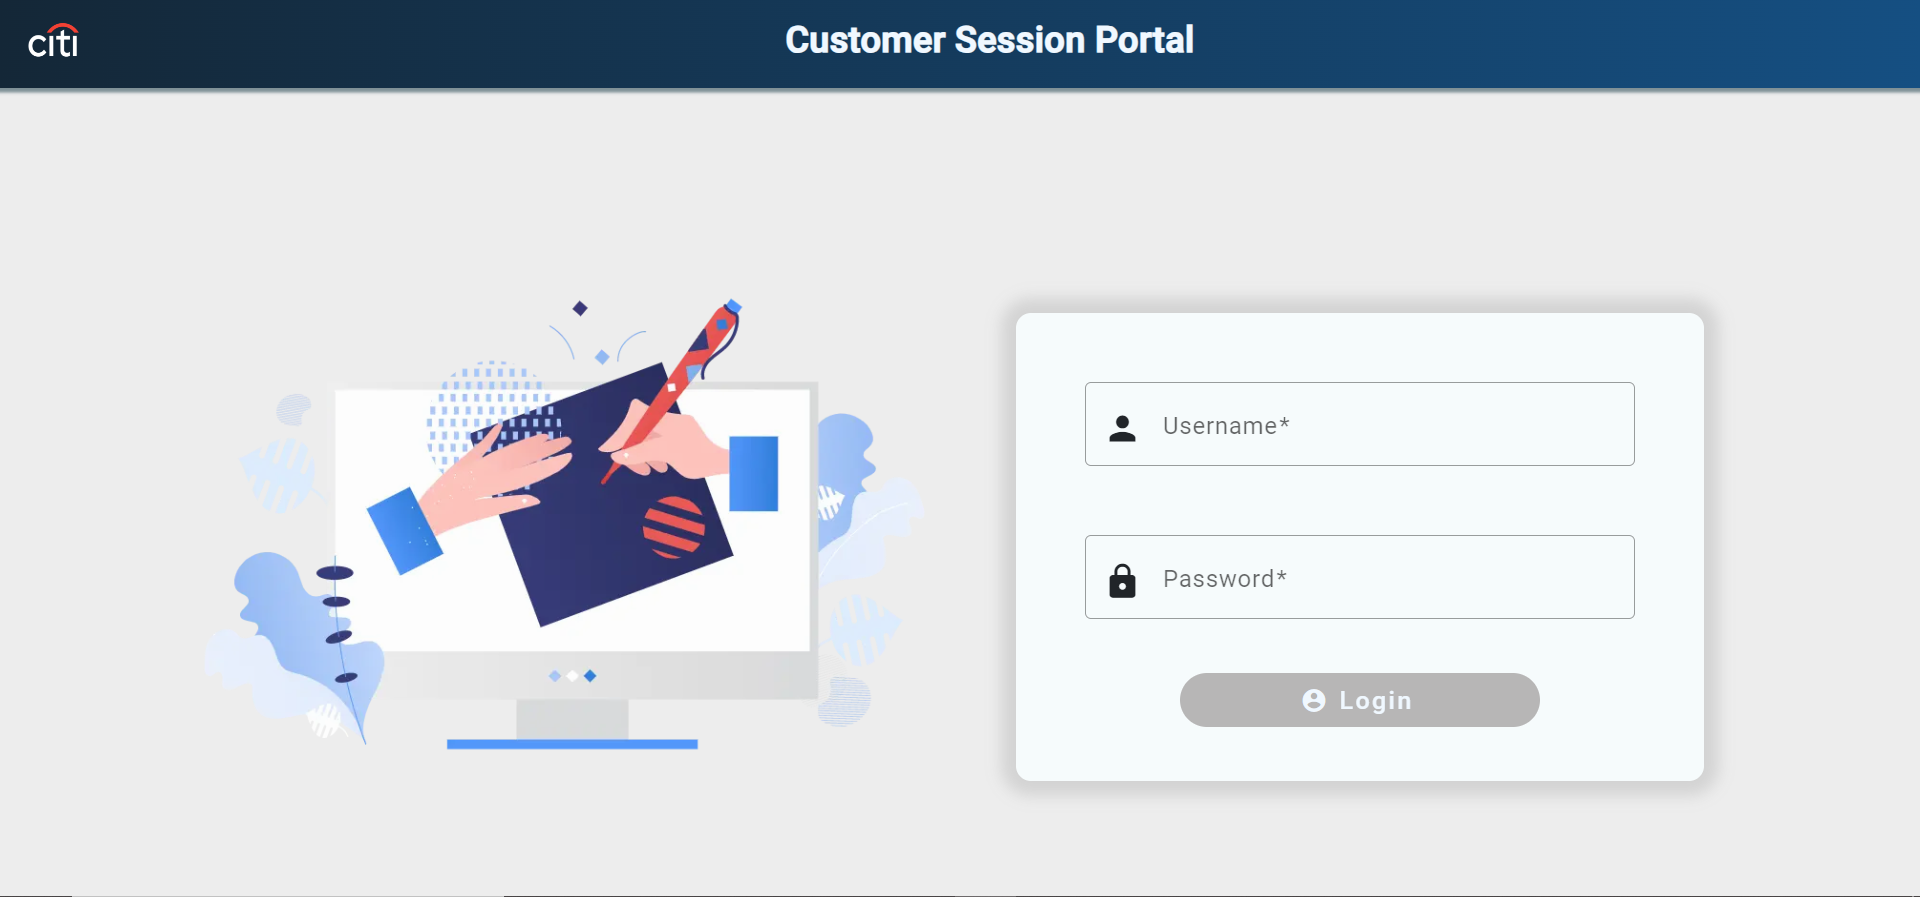 citi
Customer Session Portal
Username*
Password*
Login